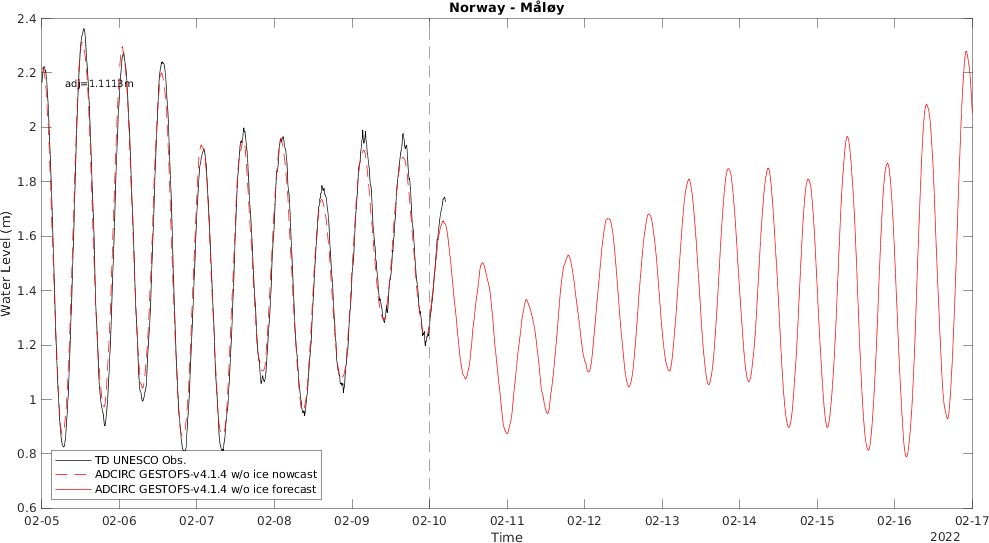 Norway - Måløy
2.4
2.2
2
1.8
1.6
1.4
1.2
1
0.8
0.6
Water Level (m)
adj=1.1113m
TD UNESCO Obs.
ADCIRC GESTOFS-v4.1.4 w/o ice nowcast
ADCIRC GESTOFS-v4.1.4 w/o ice forecast
02-05 02-06 02-07 02-08 02-09 02-10 02-11 02-12 02-13 02-14 02-15 02-16 02-17
Time
2022